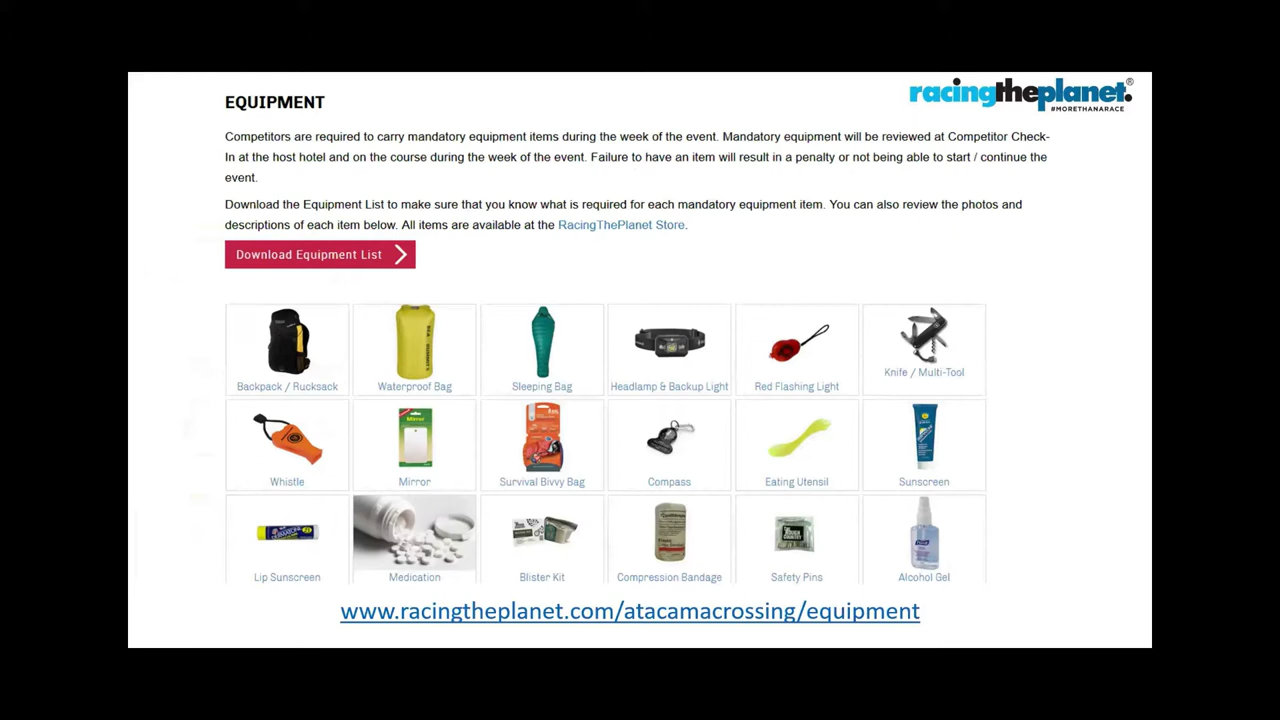 EQUIPMENT
racingtheplanet.®
#MORETHANARACE
Competitors are required to carry mandatory equipment items during the week of the event. Mandatory equipment will be reviewed at Competitor Check-
In at the host hotel and on the course during the week of the event. Failure to have an item will result in a penalty or not being able to start / continue the
event.
Download the Equipment List to make sure that you know what is required for each mandatory equipment item. You can also review the photos and
descriptions of each item below. All items are available at the RacingThePlanet Store.
Download Equipment List
Backpack / Rucksack
Waterproof Bag
Sleeping Bag
Headlamp & Backup Light
Red Flashing Light
Knife / Multi-Tool
Mirror
Whistle
Mirror
Survival Bivvy Bag
Compass
Eating Utensil
Sunscreen
Lip Sunscreen
Medication
Blister Kit
Compression Bandage
Safety Pins
Alcohol Gel
www.racingtheplanet.com/atacamacrossing/equipment